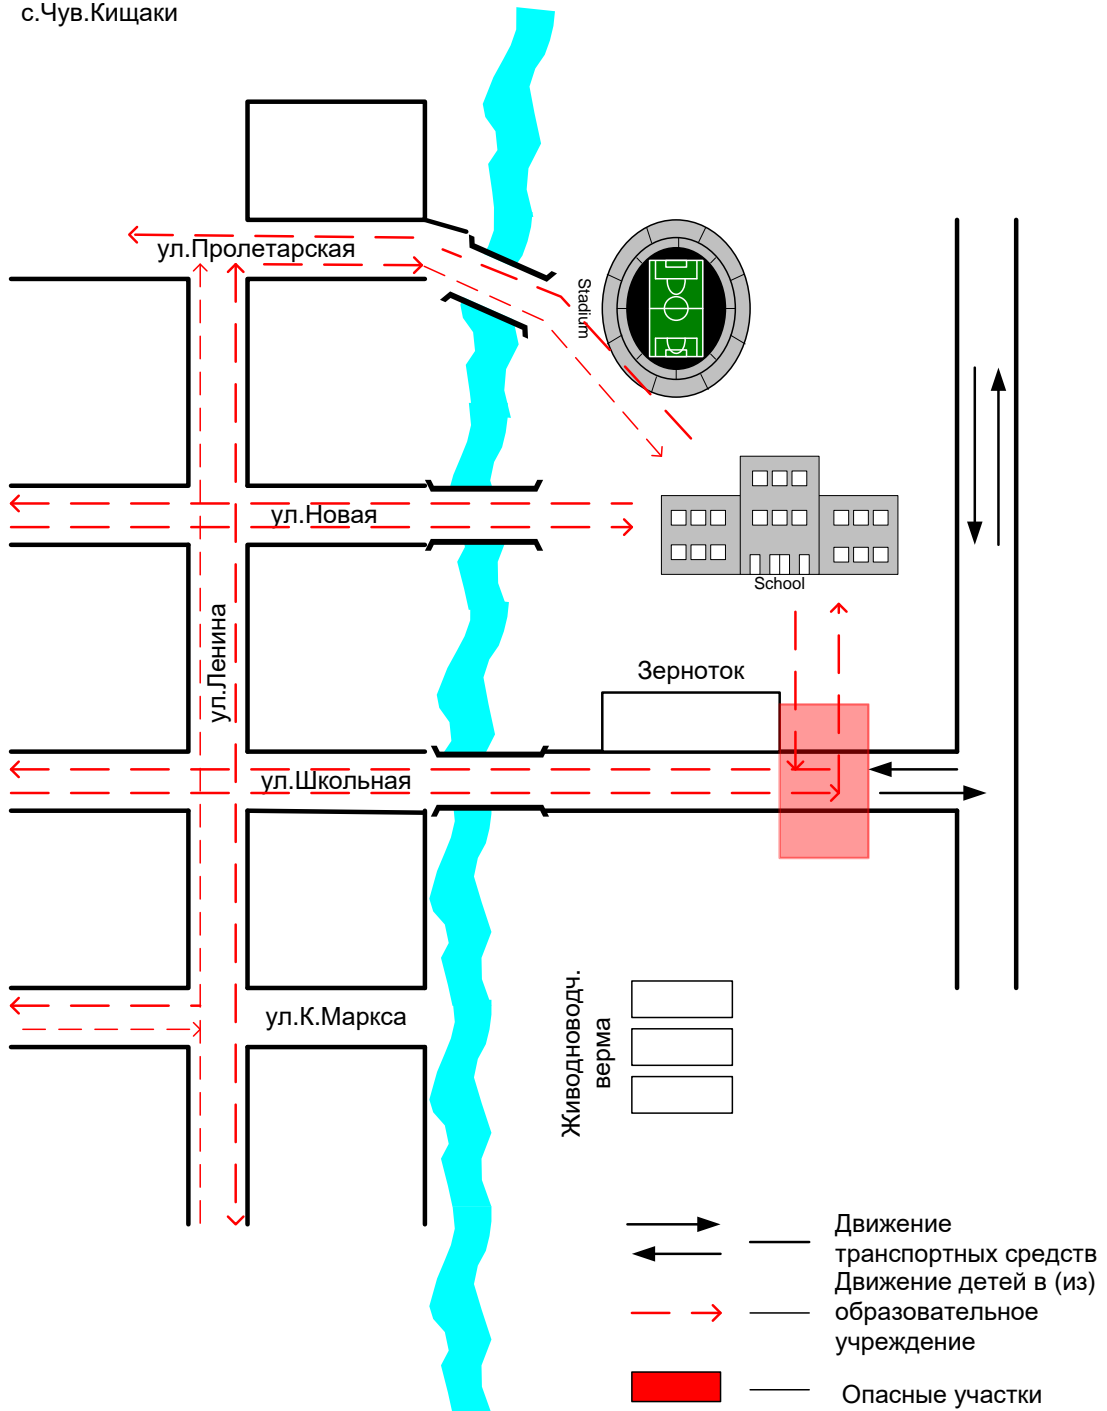 с.Чув.Кищаки
ул.Пролетарская
Stadium
ул.Новая
School
ул.Ленина
Зерноток
ул.Школьная
ул.К.Маркса
Живодноводч.
верма
Движение
транспортных средств
Движение детей в (из)
образовательное
учреждение
Опасные участки